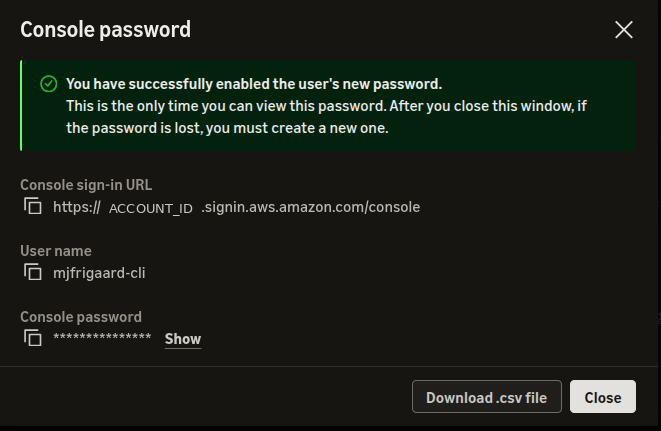 Console password
You have successfully enabled the user's new password.
This is the only time you can view this password. After you close this window, if
the password is lost, you must create a new one.
Console sign-in URL
https:// ACCOUNT_ID .signin.aws.amazon.com/console
User name
mjfrigaard-cli
Console password
*************** Show
Download .csv file Close